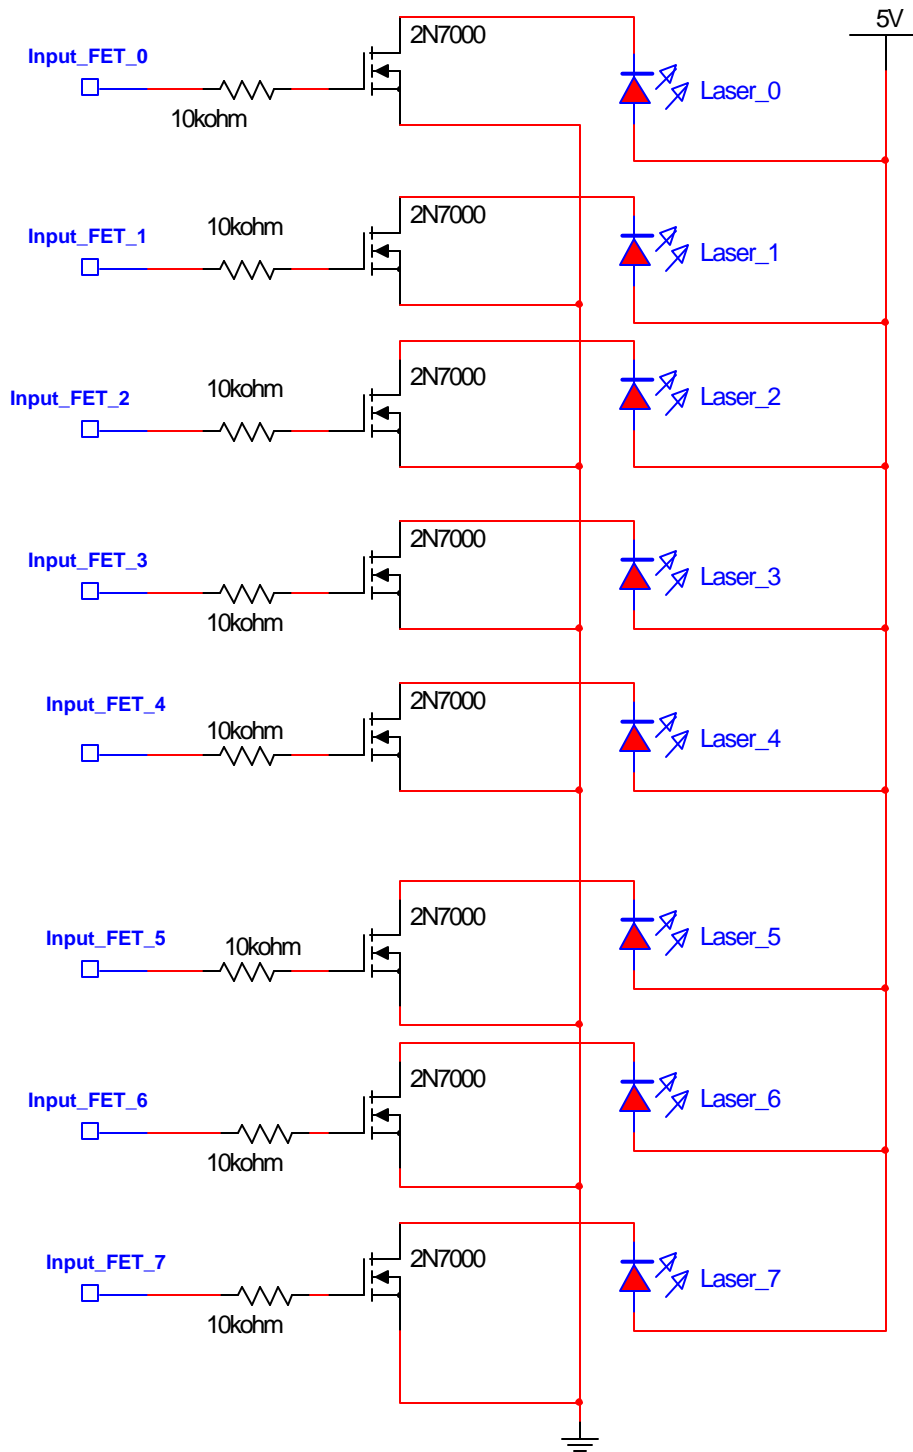 5V
2N7000
Input_FET_0
Laser_0
10kohm
10kohm
2N7000
Input_FET_1
Laser_1
10kohm
2N7000
Input_FET_2
Laser_2
2N7000
Input_FET_3
Laser_3
10kohm
2N7000
Input_FET_4
10kohm
Laser_4
2N7000
Input_FET_5
10kohm
Laser_5
2N7000
Input_FET_6
Laser_6
10kohm
2N7000
Input_FET_7
Laser_7
10kohm